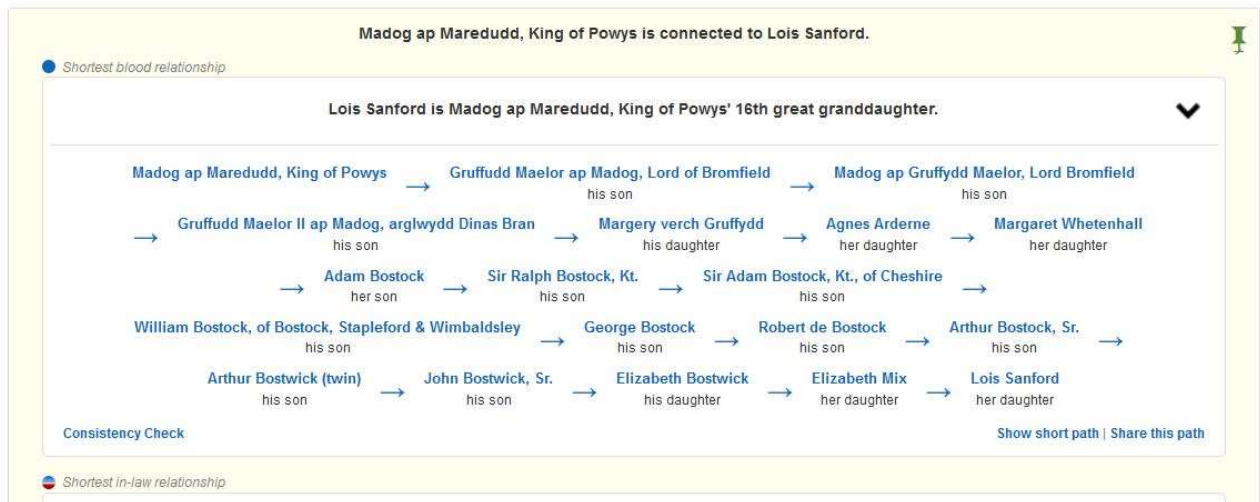 Madog ap Maredudd, King of Powys is connected to Lois Sanford.
Shortest blood relationship
Lois Sanford is Madog ap Maredudd, King of Powys' 16th great granddaughter.
Madog ap Maredudd, King of Powys → Gruffudd Maelor ap Madog, Lord of Bromfield → Madog ap Gruffydd Maelor, Lord Bromfield
his son his son
→ Gruffudd Maelor II ap Madog, arglwydd Dinas Bran → Margery verch Gruffydd → Agnes Arderne → Margaret Whetenhall
his son his daughter her daughter her daughter
→ Adam Bostock → Sir Ralph Bostock, Kt. → Sir Adam Bostock, Kt., of Cheshire →
her son his son his son
William Bostock, of Bostock, Stapleford & Wimbaldsley → George Bostock → Robert de Bostock → Arthur Bostock, Sr. →
his son his son his son his son
Arthur Bostwick (twin) → John Bostwick, Sr. → Elizabeth Bostwick → Elizabeth Mix → Lois Sanford
his son his son his daughter her daughter her daughter
Consistency Check Show short path | Share this path
Shortest in-law relationship